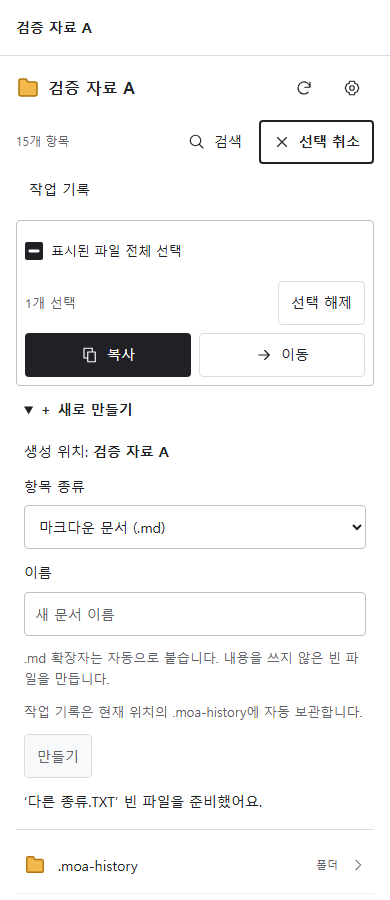 검증 자료 A
검증 자료 A
15개 항목
검색
선택 취소
작업 기록
표시된 파일 전체 선택
1개 선택
선택 해제
복사
이동
▼ + 새로 만들기
생성 위치: 검증 자료 A
항목 종류
마크다운 문서 (.md)
이름
새 문서 이름
.md 확장자는 자동으로 붙습니다. 내용을 쓰지 않은 빈 파
일을 만듭니다.
작업 기록은 현재 위치의 .moa-history에 자동 보관합니다.
만들기
‘다른 종류.TXT’ 빈 파일을 준비했어요.
.moa-history
폴더